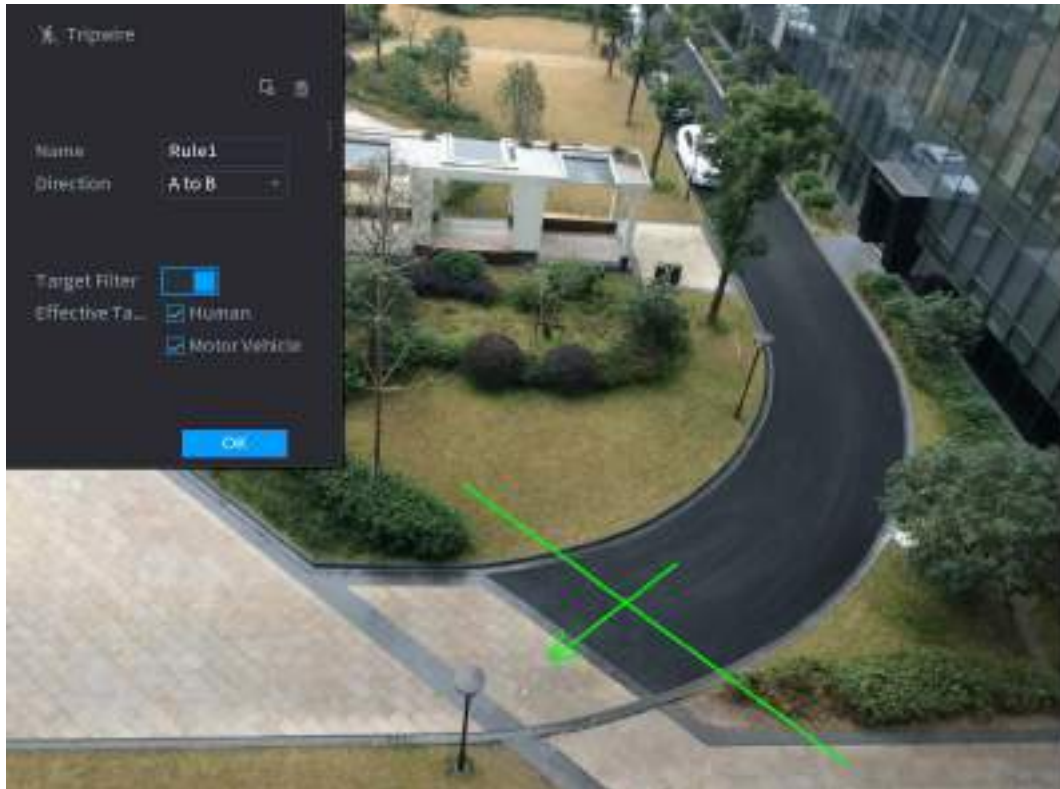 Tripwire
Name Rule1
Direction A to B
Target Filter
Effective Ta...
Human
Motor Vehicle
OK